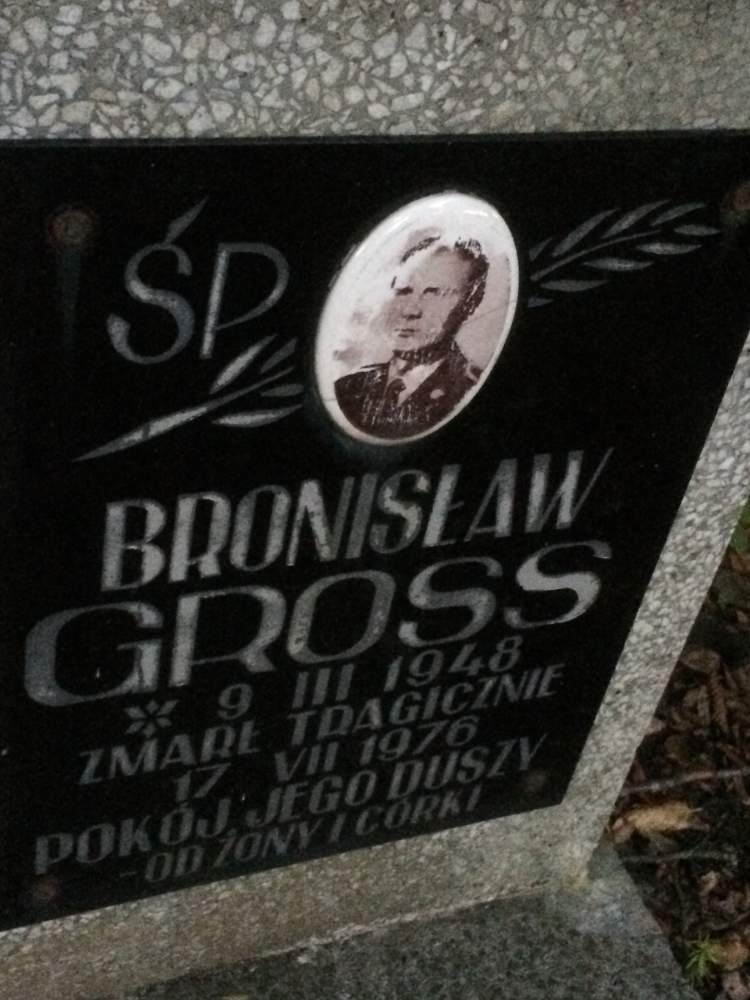 ŚP
BRONISŁAW
GROSS
* 9 III 1948
ZMARŁ TRAGICZNIE
17 VII 1976
POKÓJ JEGO DUSZY
- OD ŻONY I CÓRKI